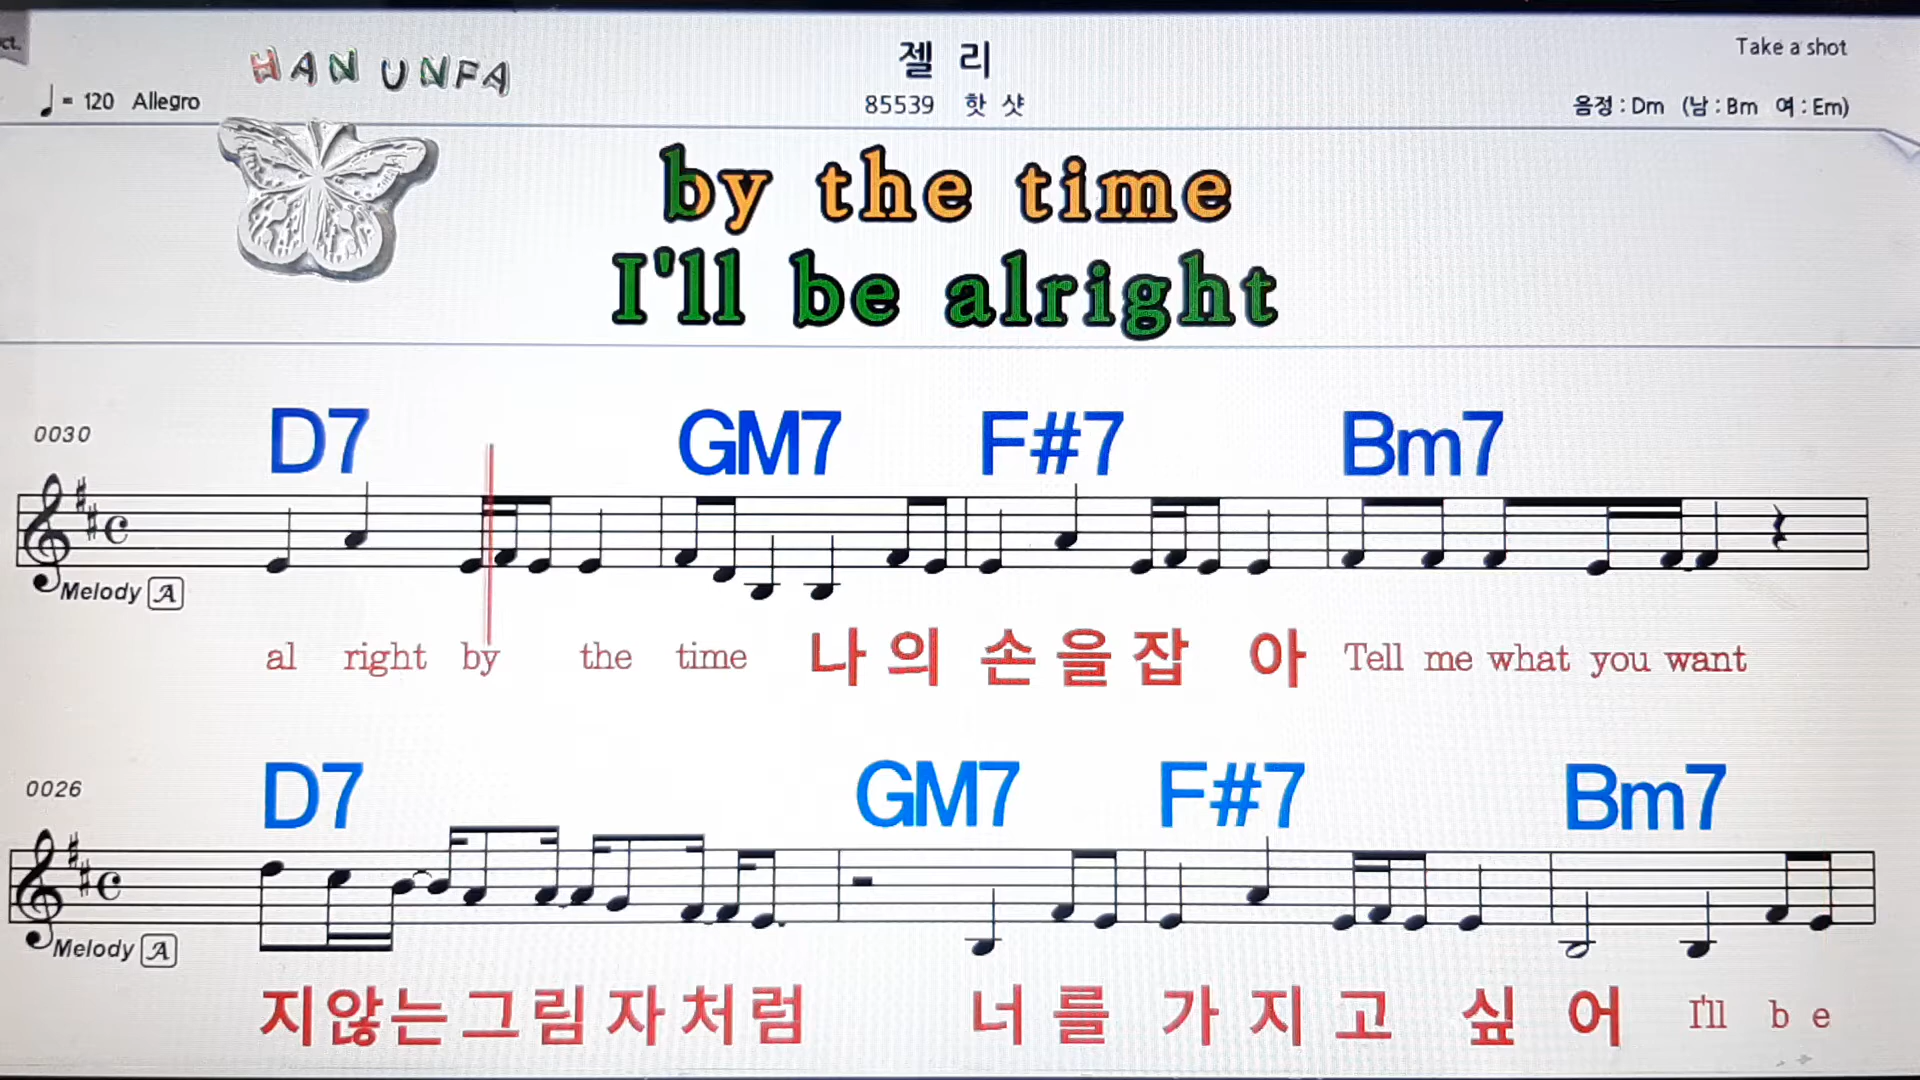 ct.
HAN UNFA
젤 리
Take a shot
♩= 120 Allegro
85539 핫 샷
음정 : Dm (남 : Bm 여 : Em)
by the time
I'll be alright
D7 GM7 F#7 Bm7
0030
Melody A
al right by the time 나 의 손 을 잡 아 Tell me what you want
D7 GM7 F#7 Bm7
0026
Melody A
지 않 는 그 림 자 처 럼 너 를 가 지 고 싶 어 I'll b e